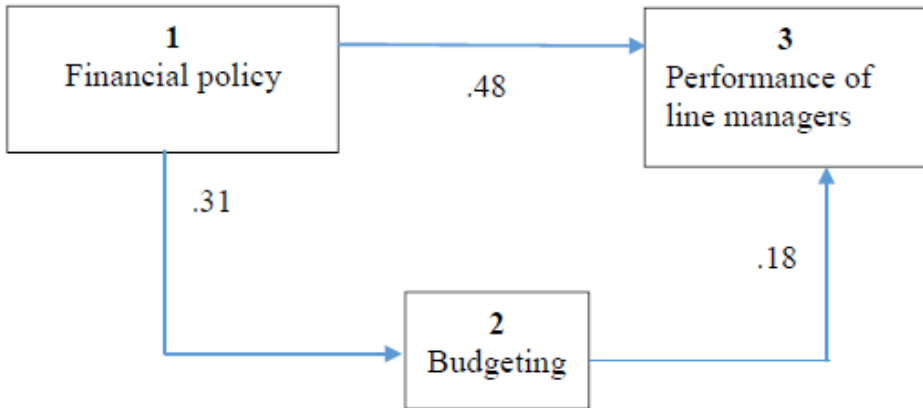 1
Financial policy
.48
3
Performance of
line managers
.31
.18
2
Budgeting